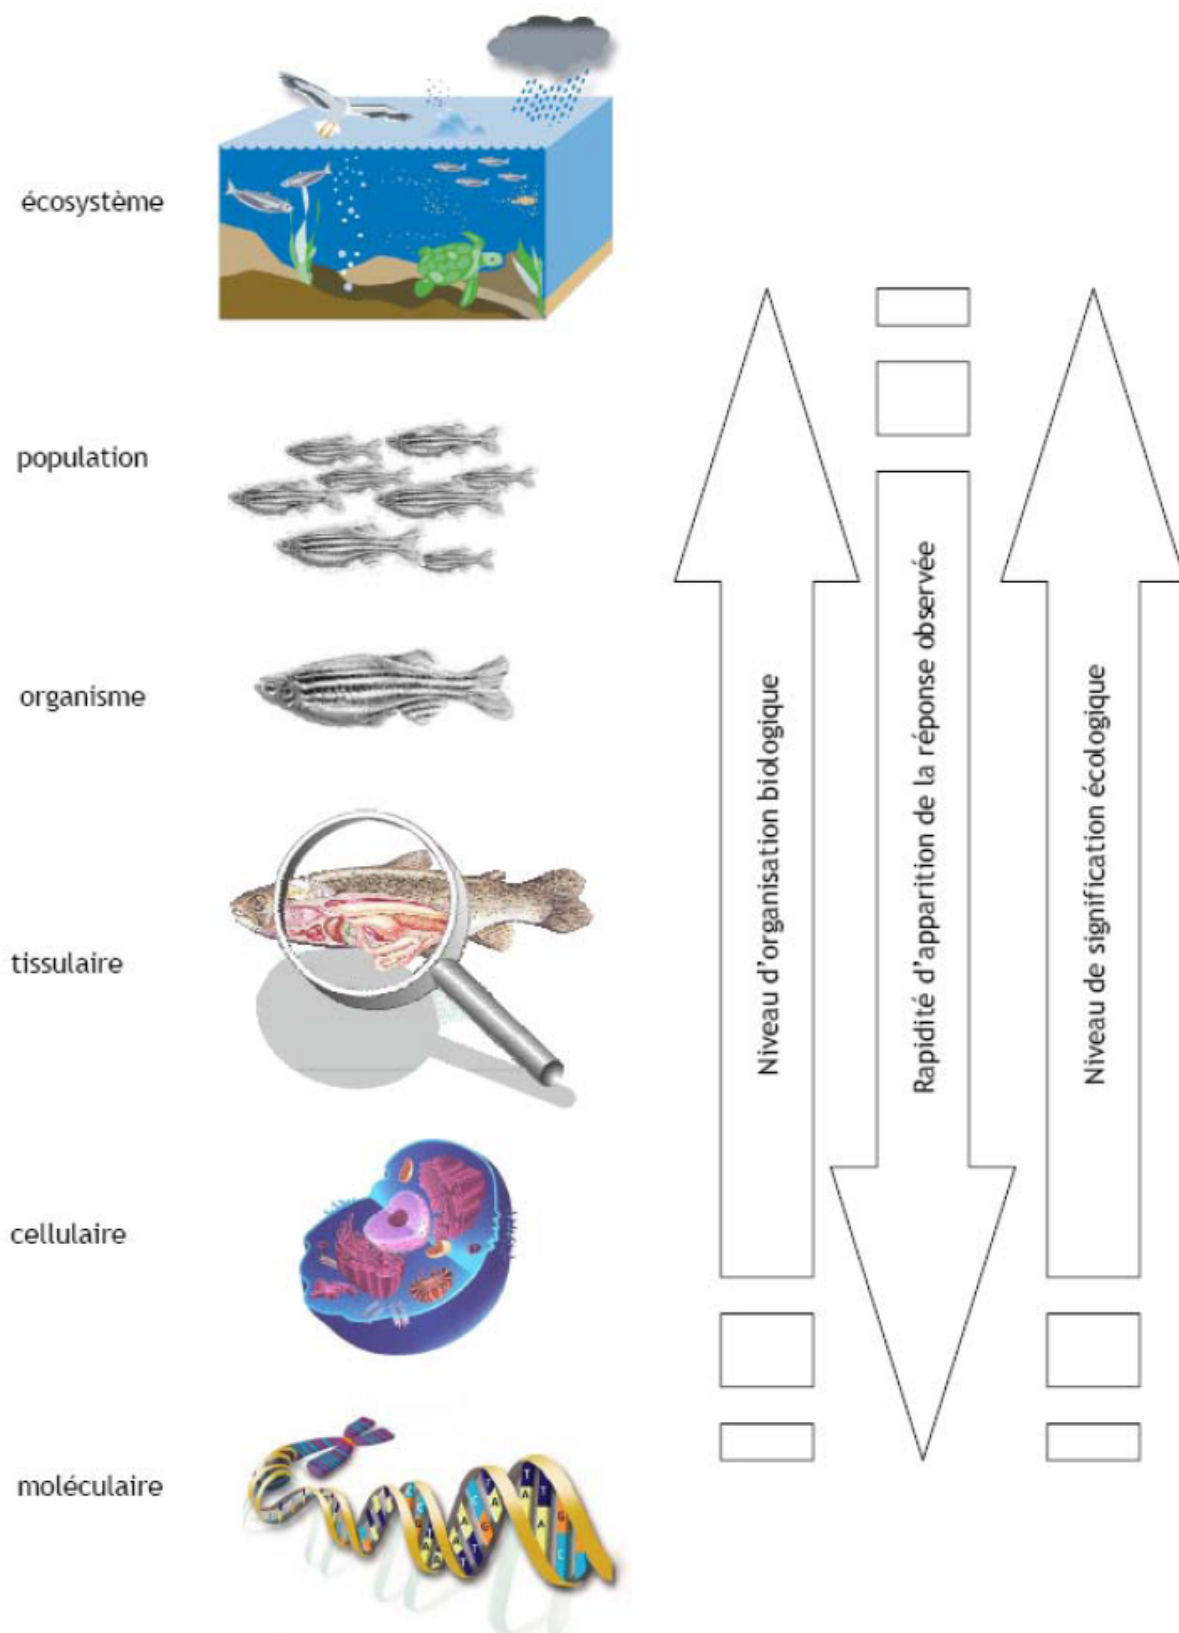 écosystème
population
organisme
tissulaire
cellulaire
moléculaire
Niveau d'organisation biologique
Rapidité d'apparition de la réponse observée
Niveau de signification écologique